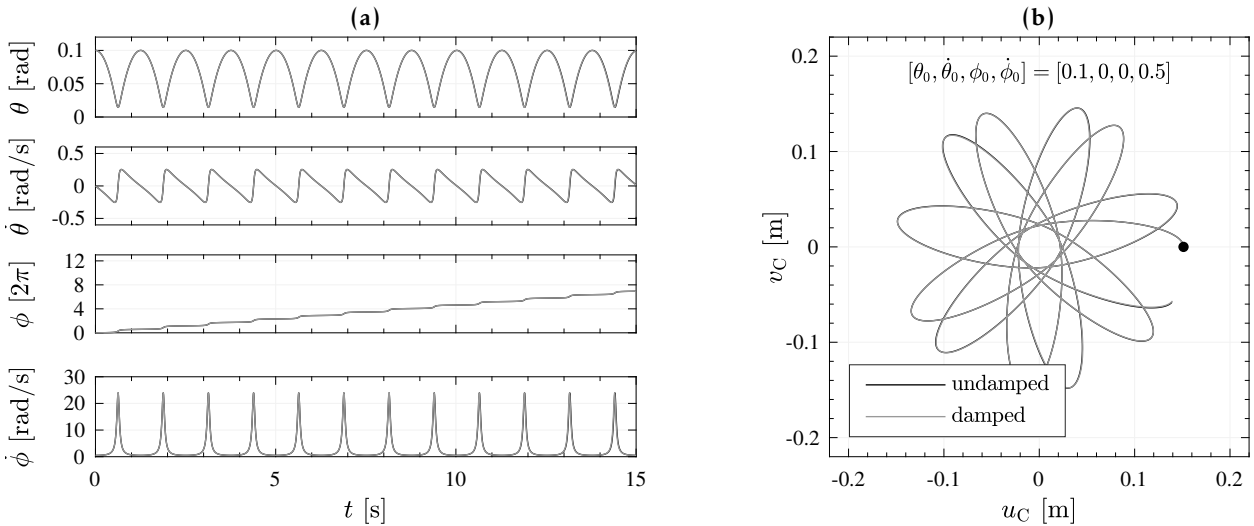 (a)
0.1
0.05
0
θ [rad]
0.5
0
-0.5
θ̇ [rad/s]
12
8
4
0
ϕ [2π]
30
20
10
0
ϕ̇ [rad/s]
0 5 10 15
t [s]
(b)
[θ₀, θ̇₀, ϕ₀, ϕ̇₀] = [0.1, 0, 0, 0.5]
0.2
0.1
0
-0.1
-0.2
v_C [m]
undamped
damped
-0.2 -0.1 0 0.1 0.2
u_C [m]